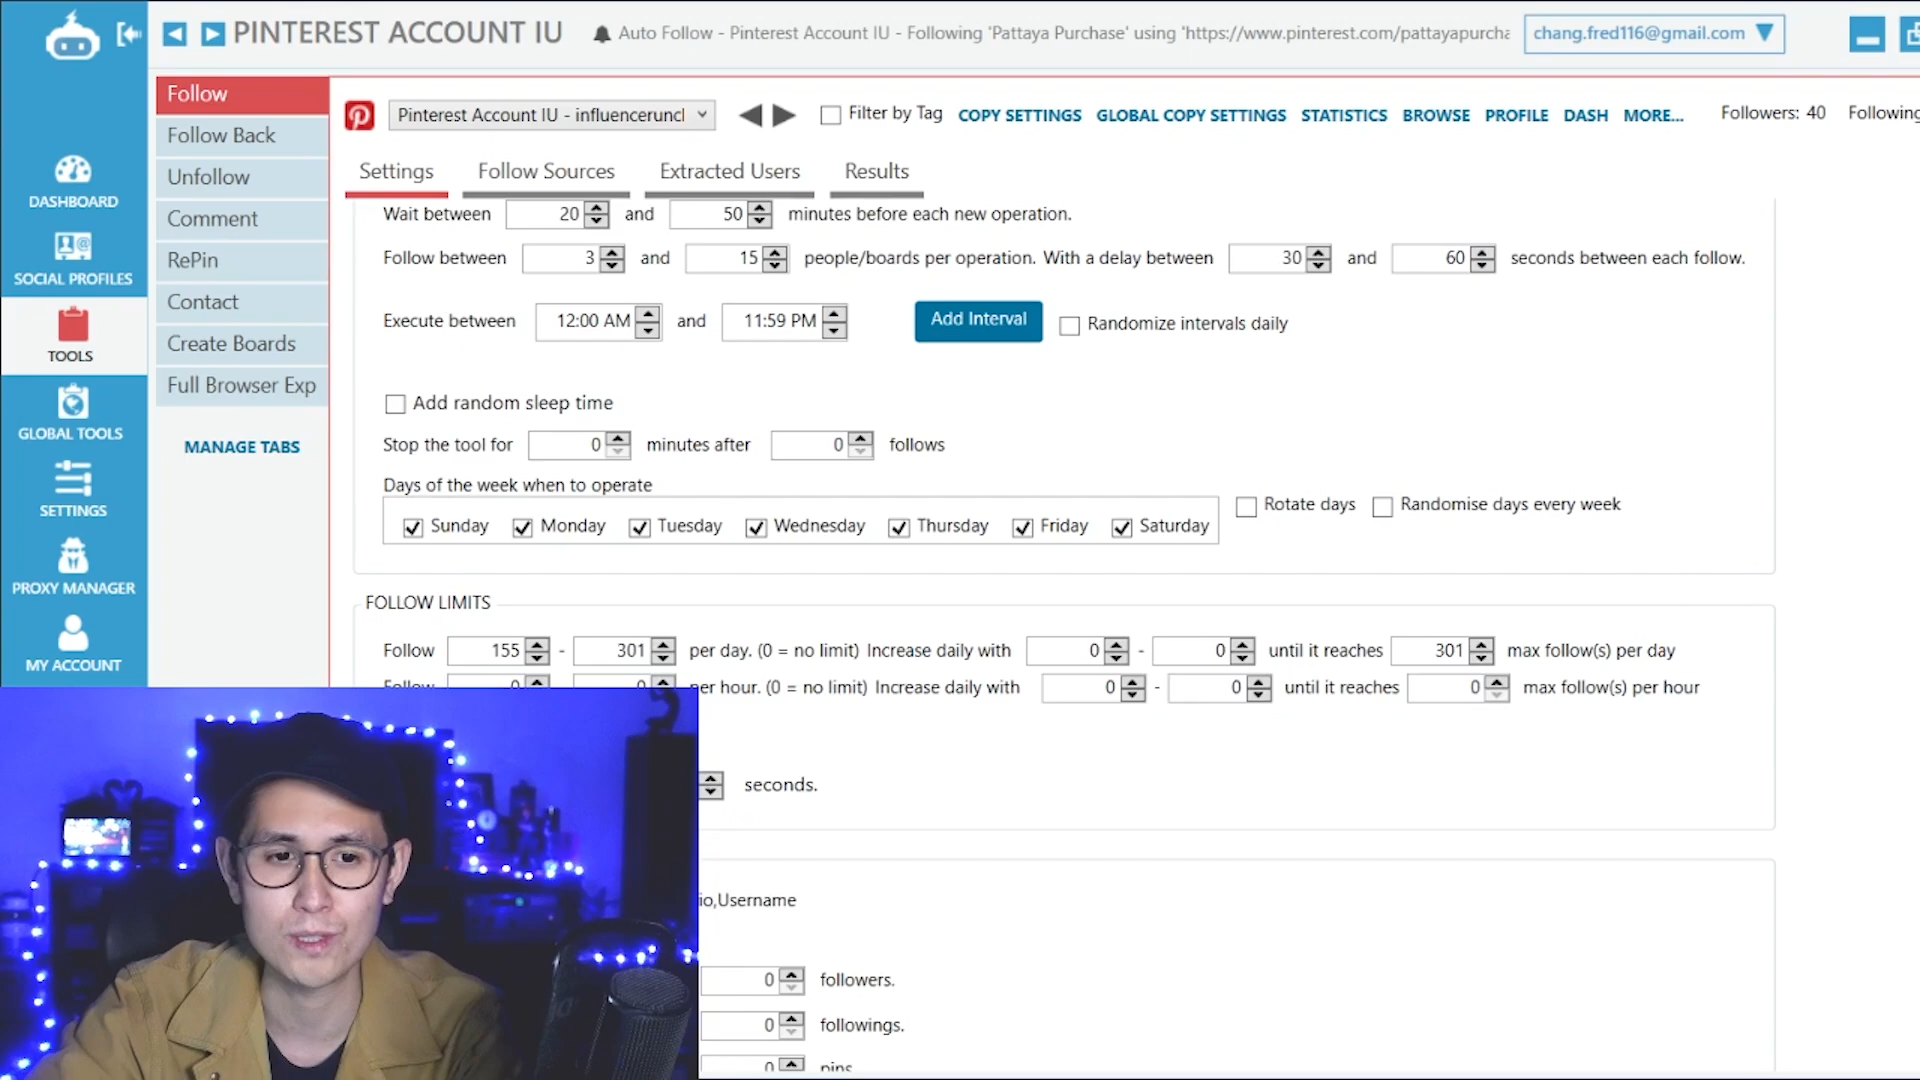 PINTEREST ACCOUNT IU
Auto Follow - Pinterest Account IU - Following 'Pattaya Purchase' using 'https://www.pinterest.com/pattayapurcha
chang.fred116@gmail.com
Follow
Follow Back
Unfollow
Comment
RePin
Contact
Create Boards
Full Browser Exp
MANAGE TABS
DASHBOARD
SOCIAL PROFILES
TOOLS
GLOBAL TOOLS
SETTINGS
PROXY MANAGER
MY ACCOUNT
Pinterest Account IU - influenceruncl
Filter by Tag
COPY SETTINGS GLOBAL COPY SETTINGS STATISTICS BROWSE PROFILE DASH MORE...
Followers: 40 Following
Settings Follow Sources Extracted Users Results
Wait between 20 and 50 minutes before each new operation.
Follow between 3 and 15 people/boards per operation. With a delay between 30 and 60 seconds between each follow.
Execute between 12:00 AM and 11:59 PM Add Interval Randomize intervals daily
Add random sleep time
Stop the tool for 0 minutes after 0 follows
Days of the week when to operate
Sunday Monday Tuesday Wednesday Thursday Friday Saturday
Rotate days Randomise days every week
FOLLOW LIMITS
Follow 155 - 301 per day. (0 = no limit) Increase daily with 0 - 0 until it reaches 301 max follow(s) per day
Follow 0 0 per hour. (0 = no limit) Increase daily with 0 - 0 until it reaches 0 max follow(s) per hour
seconds.
io,Username
0 followers.
0 followings.
0 pins